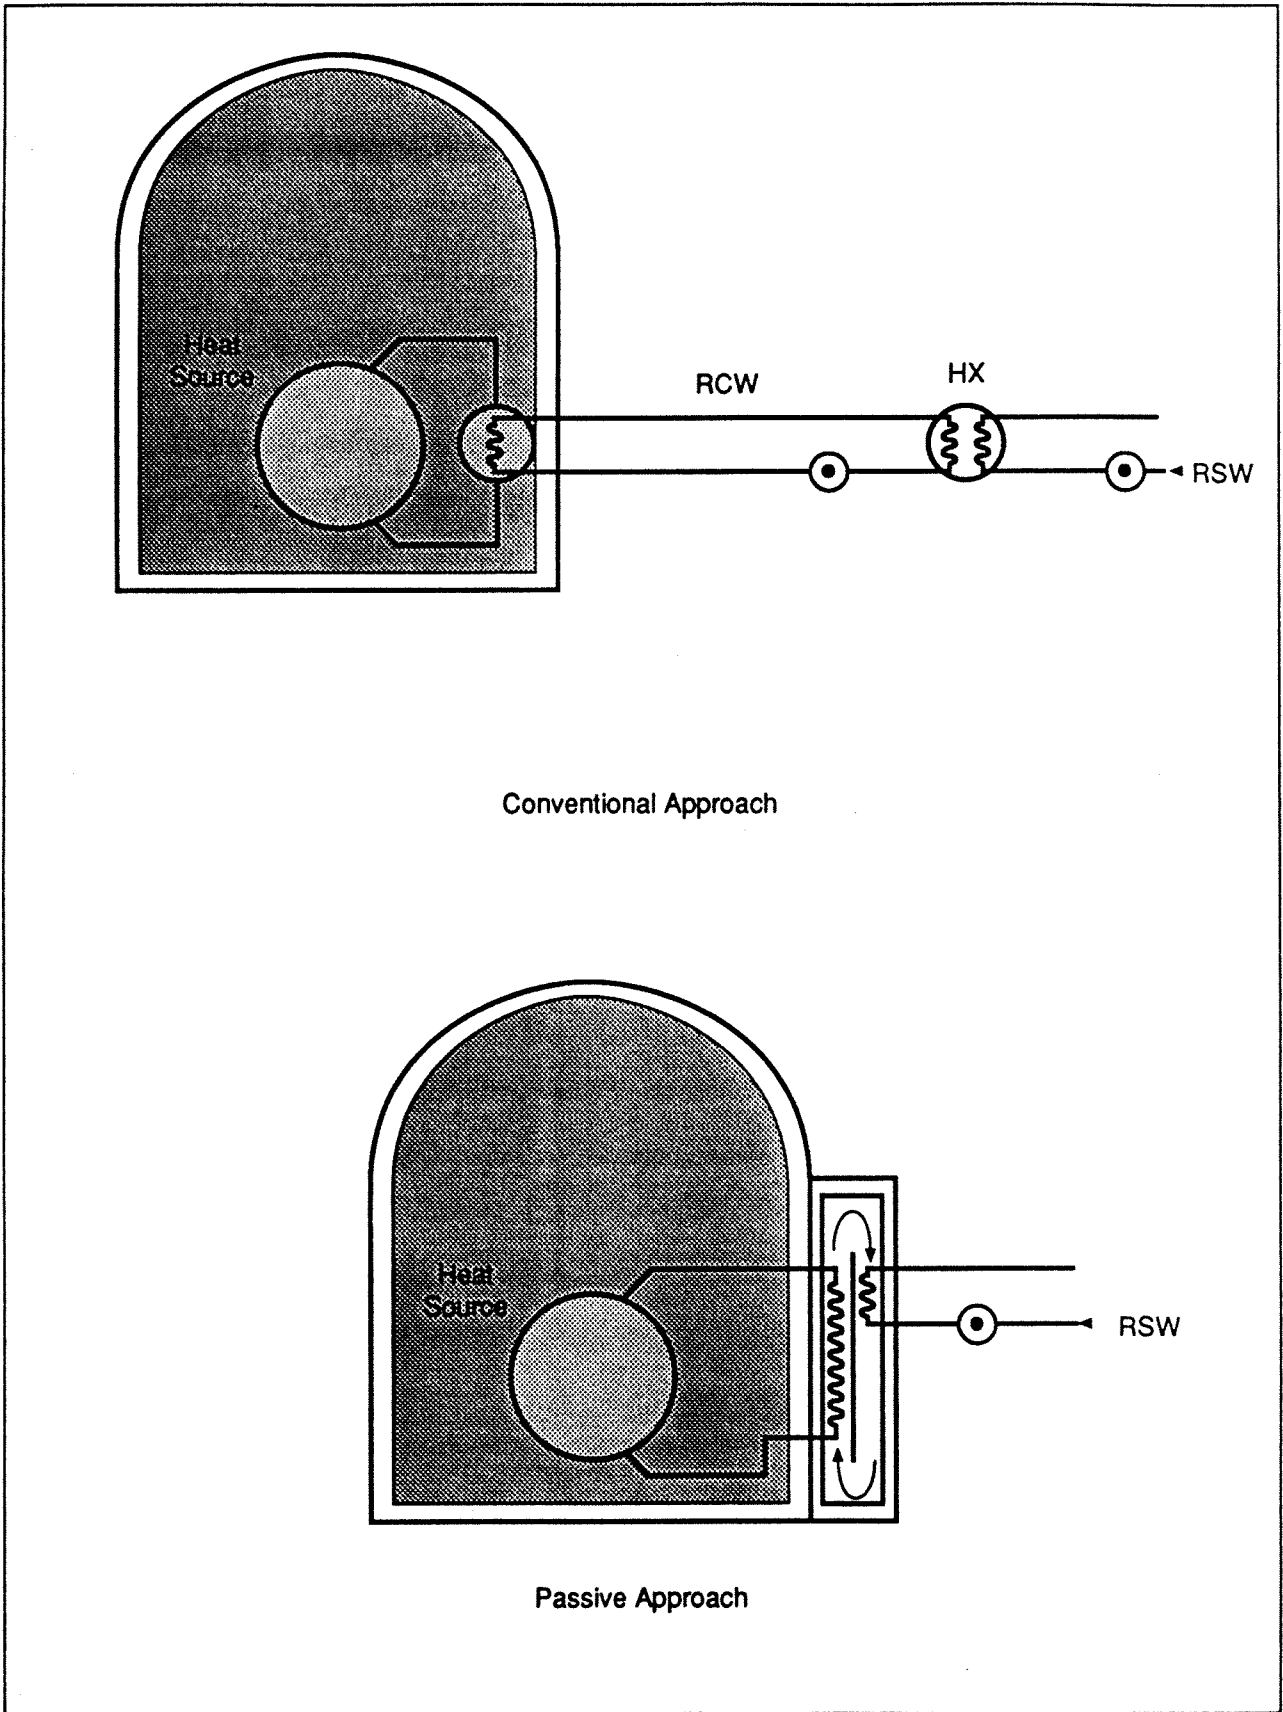 Heat
Source
RCW
HX
RSW
Conventional Approach
Heat
Source
RSW
Passive Approach